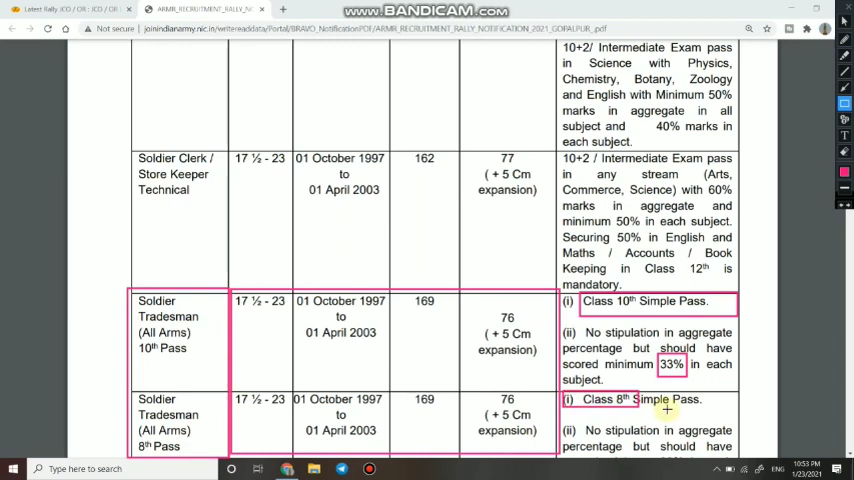 www.BANDICAM.com
Latest Rally JCO / OR : JCO / OR
ARMR_RECRUITMENT_RALLY_NOT
Not secure
joinindianarmy.nic.in/writereaddata/Portal/BRAVO_NotificationPDF/ARMR_RECRUITMENT_RALLY_NOTIFICATION_2021_GOPALPUR_.pdf
10+2/ Intermediate Exam pass
in Science with Physics,
Chemistry, Botany, Zoology
and English with Minimum 50%
marks in aggregate in all
subject and 40% marks in
each subject.
Soldier Clerk /
Store Keeper
Technical
17 ½ - 23
01 October 1997
to
01 April 2003
162
77
( + 5 Cm
expansion)
10+2 / Intermediate Exam pass
in any stream (Arts,
Commerce, Science) with 60%
marks in aggregate and
minimum 50% in each subject.
Securing 50% in English and
Maths / Accounts / Book
Keeping in Class 12th is
mandatory.
Soldier
Tradesman
(All Arms)
10th Pass
17 ½ - 23
01 October 1997
to
01 April 2003
169
76
( + 5 Cm
expansion)
(i) Class 10th Simple Pass.
(ii) No stipulation in aggregate
percentage but should have
scored minimum 33% in each
subject.
Soldier
Tradesman
(All Arms)
8th Pass
17 ½ - 23
01 October 1997
to
01 April 2003
169
76
( + 5 Cm
expansion)
(i) Class 8th Simple Pass.
(ii) No stipulation in aggregate
percentage but should have
Type here to search
10:53 PM
1/23/2021